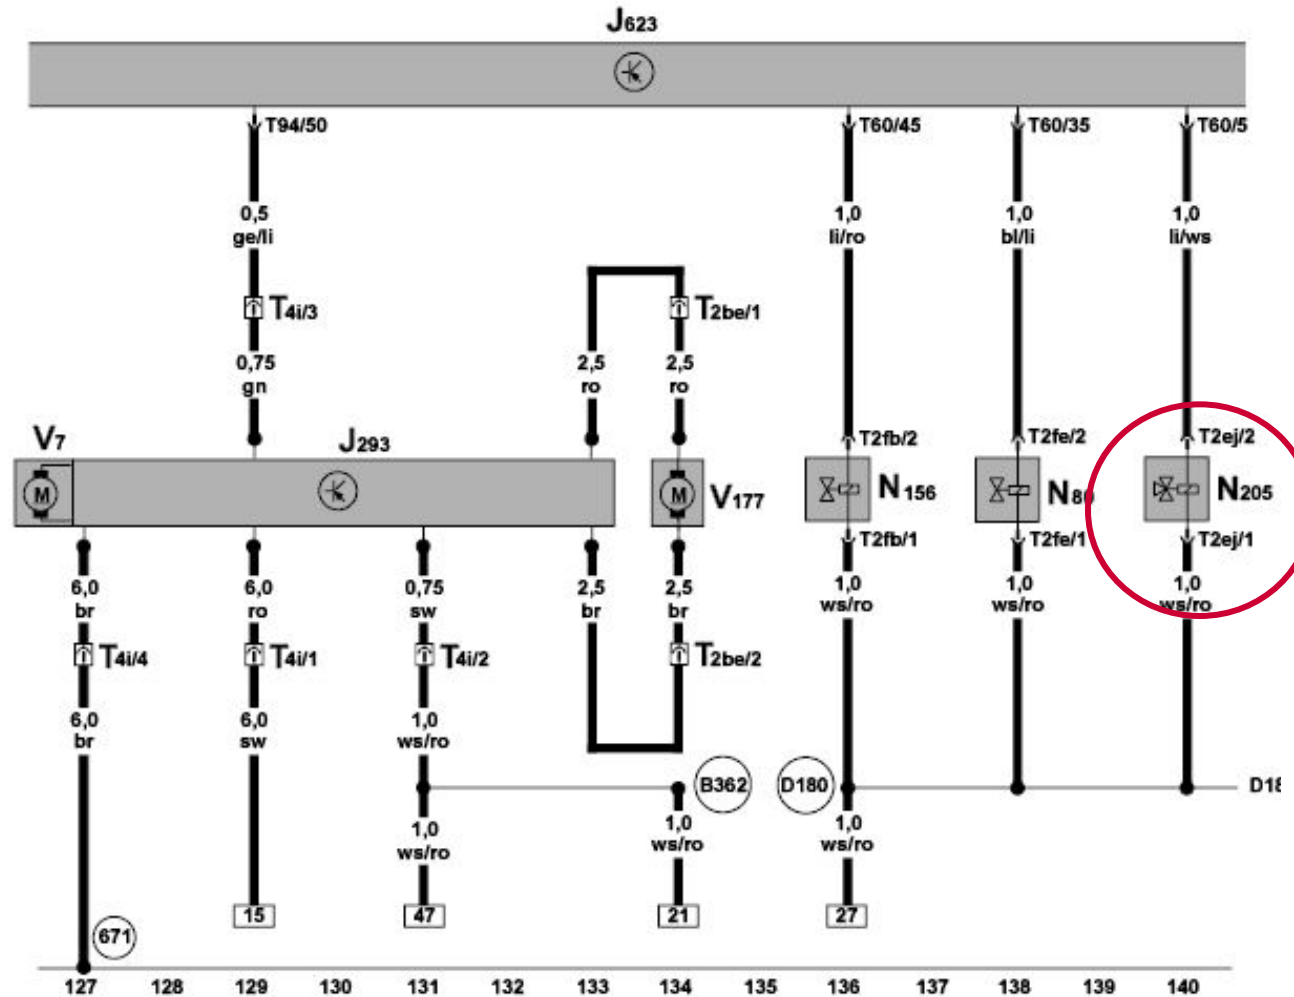 J623
T94/50 T60/45 T60/35 T60/5
0,5 1,0 1,0 1,0
ge/li li/ro bl/li li/ws
T4i/3 T2be/1
0,75 2,5 2,5
gn ro ro
V7 J293 T2fb/2 T2fe/2 T2ej/2
M M V177 N156 N80 N205
T2fb/1 T2fe/1 T2ej/1
6,0 6,0 0,75 2,5 2,5 1,0 1,0 1,0
br ro sw br br ws/ro ws/ro ws/ro
T4i/4 T4i/1 T4i/2 T2be/2
6,0 6,0 1,0
br sw ws/ro
B362 D180 D18
1,0 1,0 1,0
ws/ro ws/ro ws/ro
15 47 21 27
671
127 128 129 130 131 132 133 134 135 136 137 138 139 140